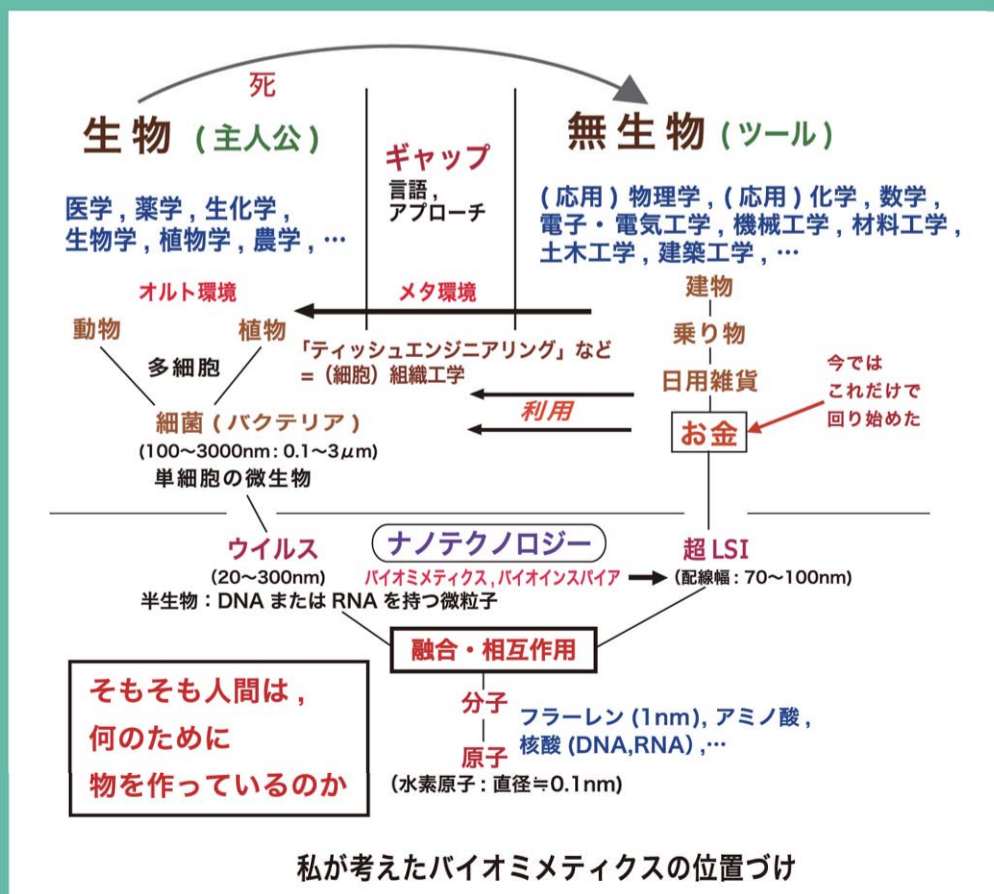 死
生物 (主人公)
ギャップ
言語,
アプローチ
無生物 (ツール)
医学, 薬学, 生化学,
生物学, 植物学, 農学, …
(応用) 物理学, (応用) 化学, 数学,
電子・電気工学, 機械工学, 材料工学,
土木工学, 建築工学, …
オルト環境
メタ環境
建物
動物
植物
乗り物
多細胞
「ティッシュエンジニアリング」など
=(細胞) 組織工学
日用雑貨
今では
これだけで
回り始めた
細菌 (バクテリア)
利用
お金
(100〜3000nm : 0.1〜3μm)
単細胞の微生物
ウイルス
ナノテクノロジー
超LSI
(20〜300nm)
バイオミメティクス, バイオインスパイア
(配線幅 : 70〜100nm)
半生物:DNA または RNA を持つ微粒子
融合・相互作用
そもそも人間は,
何のために
物を作っているのか
分子
フラーレン (1nm), アミノ酸,
核酸 (DNA,RNA),…
原子
(水素原子 : 直径≒0.1nm)
私が考えたバイオミメティクスの位置づけ